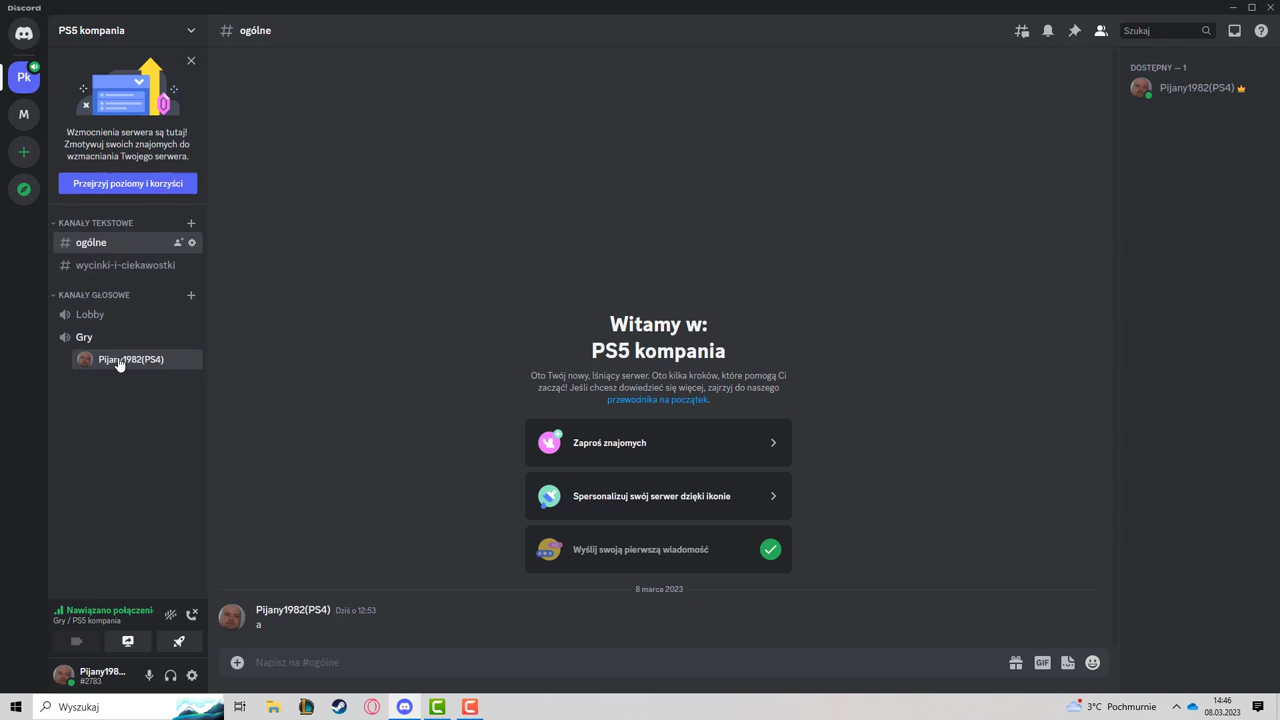 Discord
PS5 kompania
ogólne
Szukaj
Pk
M
Wzmocnienia serwera są tutaj!
Zmotywuj swoich znajomych do
wzmacniania Twojego serwera.
Przejrzyj poziomy i korzyści
KANAŁY TEKSTOWE
ogólne
wycinki-i-ciekawostki
KANAŁY GŁOSOWE
Lobby
Gry
Pijany1982(PS4)
DOSTĘPNY — 1
Pijany1982(PS4)
Witamy w:
PS5 kompania
Oto Twój nowy, lśniący serwer. Oto kilka kroków, które pomogą Ci
zacząć! Jeśli chcesz dowiedzieć się więcej, zajrzyj do naszego
przewodnika na początek.
Zaproś znajomych
Spersonalizuj swój serwer dzięki ikonie
Wyślij swoją pierwszą wiadomość
8 marca 2023
Pijany1982(PS4) Dziś o 12:53
a
Nawiązano połączeni
Gry / PS5 kompania
Pijany198...
#2783
Napisz na #ogólne
GIF
Wyszukaj
3°C Pochmurnie
14:46
08.03.2023